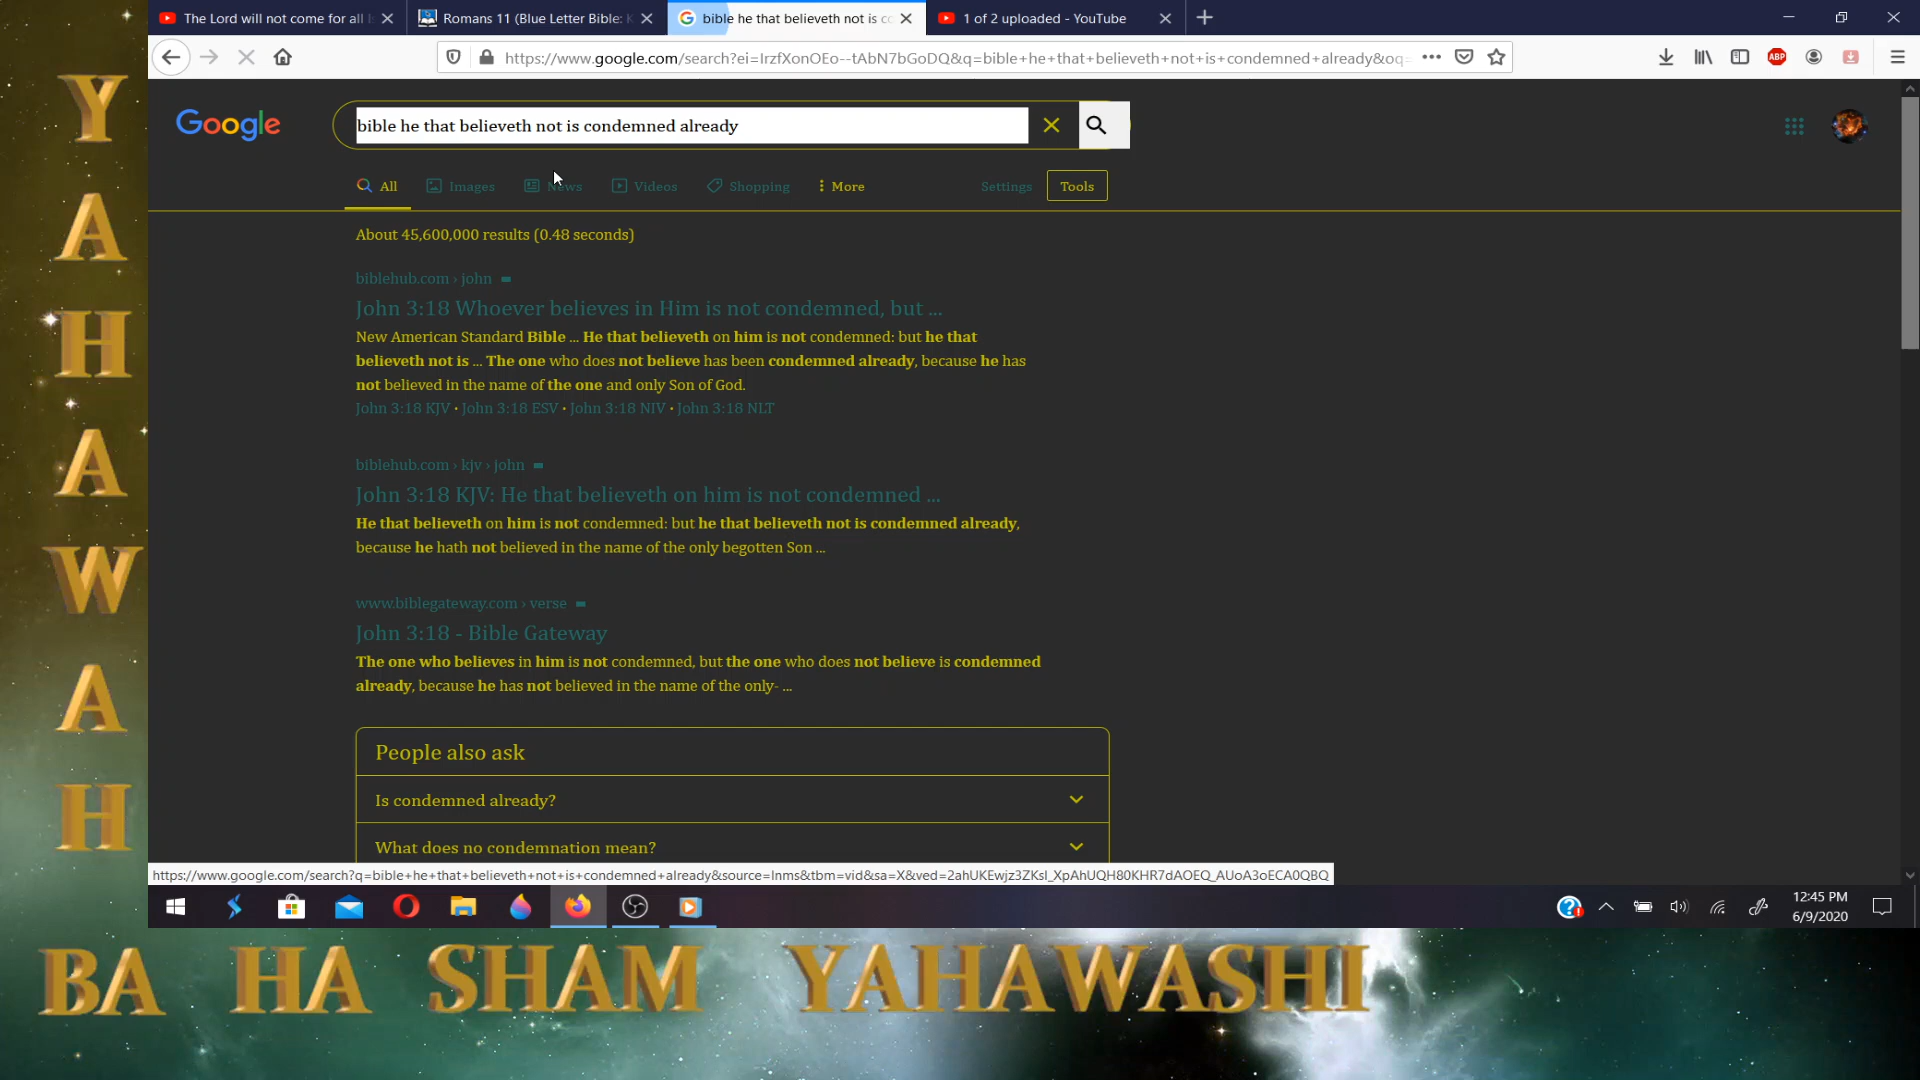 The Lord will not come for all
Romans 11 (Blue Letter Bible:
bible he that believeth not is co
1 of 2 uploaded - YouTube
https://www.google.com/search?ei=IrzfXonOEo--tAbN7bGoDQ&q=bible+he+that+believeth+not+is+condemned+already&oq=
ABP
Google
bible he that believeth not is condemned already
All
Images
News
Videos
Shopping
More
Settings
Tools
About 45,600,000 results (0.48 seconds)
biblehub.com › john
John 3:18 Whoever believes in Him is not condemned, but ...
New American Standard Bible ... He that believeth on him is not condemned: but he that
believeth not is ... The one who does not believe has been condemned already, because he has
not believed in the name of the one and only Son of God.
John 3:18 KJV · John 3:18 ESV · John 3:18 NIV · John 3:18 NLT
biblehub.com › kjv › john
John 3:18 KJV: He that believeth on him is not condemned ...
He that believeth on him is not condemned: but he that believeth not is condemned already,
because he hath not believed in the name of the only begotten Son ...
www.biblegateway.com › verse
John 3:18 - Bible Gateway
The one who believes in him is not condemned, but the one who does not believe is condemned
already, because he has not believed in the name of the only- ...
People also ask
Is condemned already?
What does no condemnation mean?
https://www.google.com/search?q=bible+he+that+believeth+not+is+condemned+already&source=lnms&tbm=vid&sa=X&ved=2ahUKEwjz3ZKsl_XpAhUQH80KHR7dAOEQ_AUoA3oECA0QBQ
12:45 PM
6/9/2020
YAHAWAH
BA HA SHAM YAHAWASHI